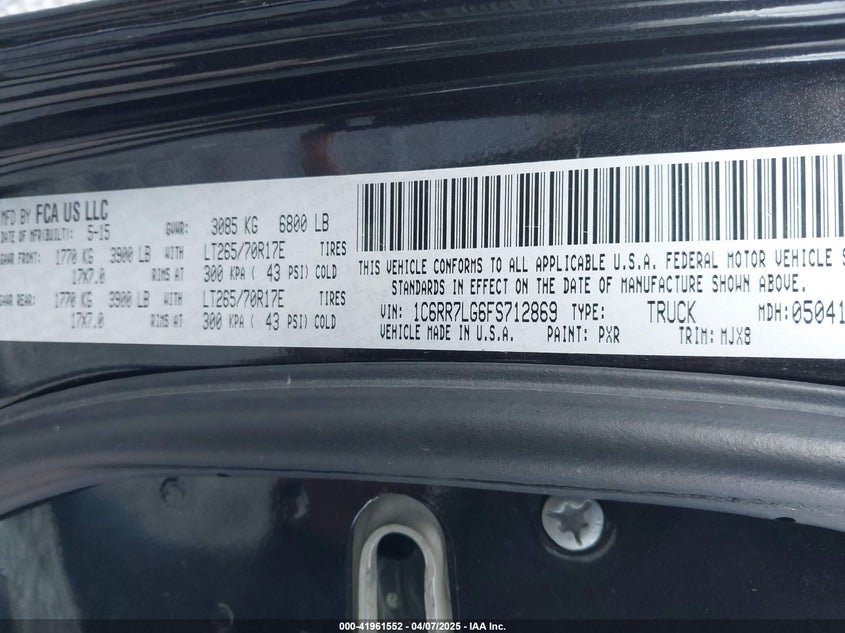 MFD BY FCA US LLC
DATE OF MFR(BUILT): 5-15 GVWR: 3085 KG 6800 LB
GAWR FRONT: 1770 KG 3900 LB WITH LT265/70R17E TIRES
17X7.0 RIMS AT 300 KPA ( 43 PSI) COLD
GAWR REAR: 1770 KG 3900 LB WITH LT265/70R17E TIRES
17X7.0 RIMS AT 300 KPA ( 43 PSI) COLD
THIS VEHICLE CONFORMS TO ALL APPLICABLE U.S.A. FEDERAL MOTOR VEHICLE S
STANDARDS IN EFFECT ON THE DATE OF MANUFACTURE SHOWN ABOVE.
VIN: 1C6RR7LG6FS712869 TYPE: TRUCK MDH:05041
VEHICLE MADE IN U.S.A. PAINT: PXR TRIM: MJX8
000-41961552 - 04/07/2025 - IAA Inc.